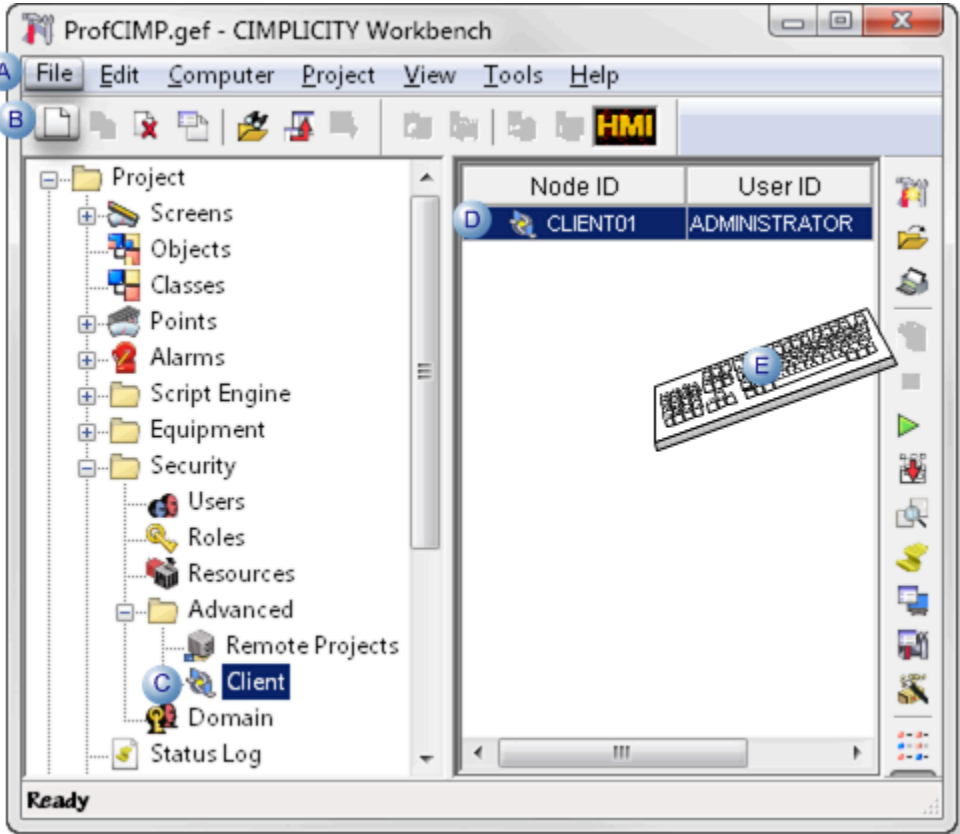 ProfCIMP.gef - CIMPLICITY Workbench
A File Edit Computer Project View Tools Help
B HMI
Project
Screens
Objects
Classes
Points
Alarms
Script Engine
Equipment
Security
Users
Roles
Resources
Advanced
Remote Projects
C Client
Domain
Status Log
Node ID User ID
D CLIENT01 ADMINISTRATOR
E
Ready